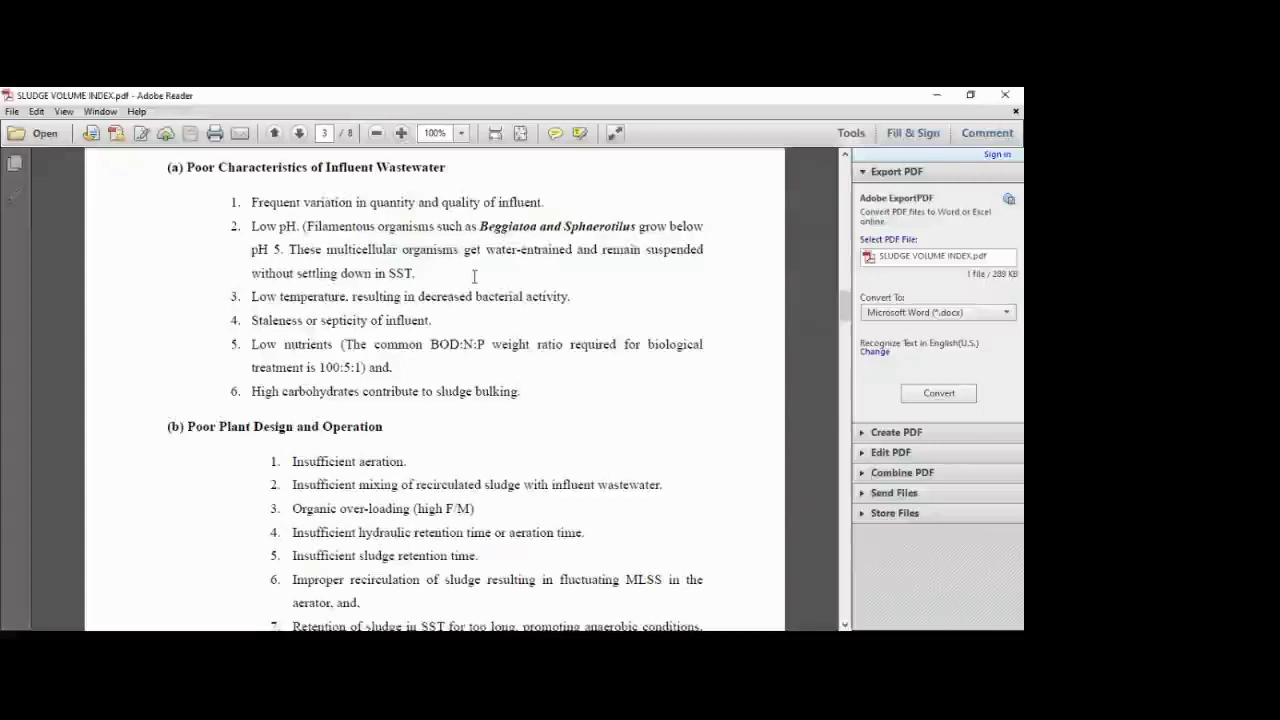 SLUDGE VOLUME INDEX.pdf - Adobe Reader
File Edit View Window Help
Open 3 / 8 100% Tools Fill & Sign Comment
Sign in
(a) Poor Characteristics of Influent Wastewater
1. Frequent variation in quantity and quality of influent.
2. Low pH. (Filamentous organisms such as Beggiatoa and Sphaerotilus grow below
pH 5. These multicellular organisms get water-entrained and remain suspended
without settling down in SST,
3. Low temperature, resulting in decreased bacterial activity.
4. Staleness or septicity of influent.
5. Low nutrients (The common BOD:N:P weight ratio required for biological
treatment is 100:5:1) and,
6. High carbohydrates contribute to sludge bulking.
(b) Poor Plant Design and Operation
1. Insufficient aeration.
2. Insufficient mixing of recirculated sludge with influent wastewater.
3. Organic over-loading (high F/M)
4. Insufficient hydraulic retention time or aeration time.
5. Insufficient sludge retention time.
6. Improper recirculation of sludge resulting in fluctuating MLSS in the
aerator, and,
7. Retention of sludge in SST for too long, promoting anaerobic conditions,
Export PDF
Adobe ExportPDF
Convert PDF files to Word or Excel
online.
Select PDF File:
SLUDGE VOLUME INDEX.pdf
1 file / 289 KB
Convert To:
Microsoft Word (*.docx)
Recognize Text in English(U.S.)
Change
Convert
Create PDF
Edit PDF
Combine PDF
Send Files
Store Files